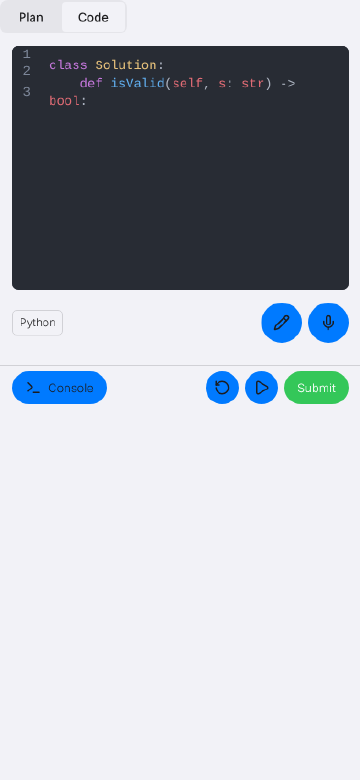 Plan Code
1
2 class Solution:
def isValid(self, s: str) ->
3 bool:
Python
Console Submit